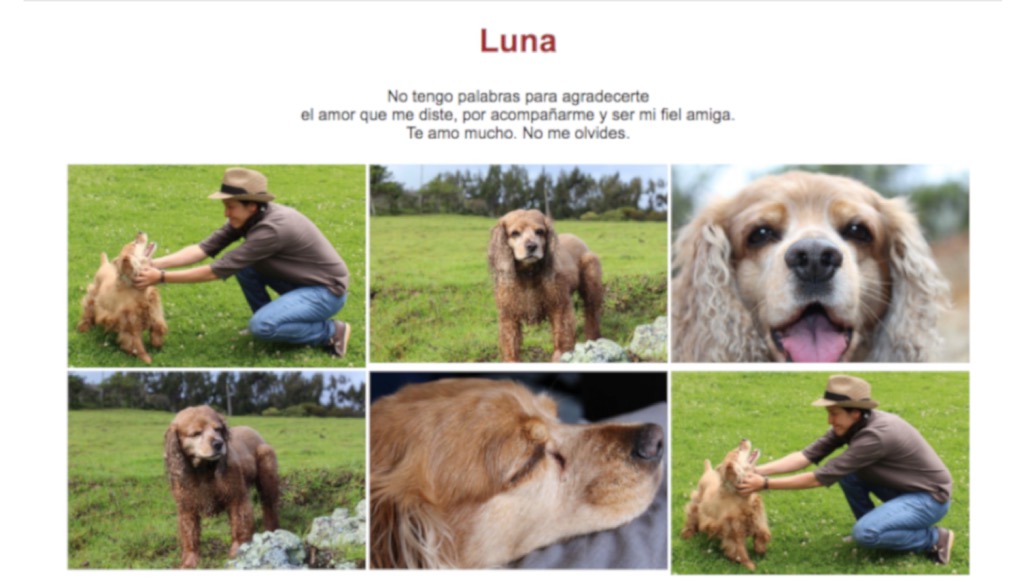 Luna
No tengo palabras para agradecerte
el amor que me diste, por acompañarme y ser mi fiel amiga.
Te amo mucho. No me olvides.